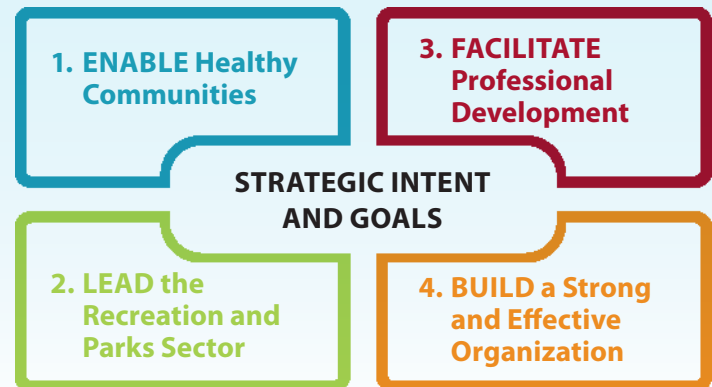 1. ENABLE Healthy
Communities
2. LEAD the
Recreation and
Parks Sector
STRATEGIC INTENT
AND GOALS
3. FACILITATE
Professional
Development
4. BUILD a Strong
and Effective
Organization